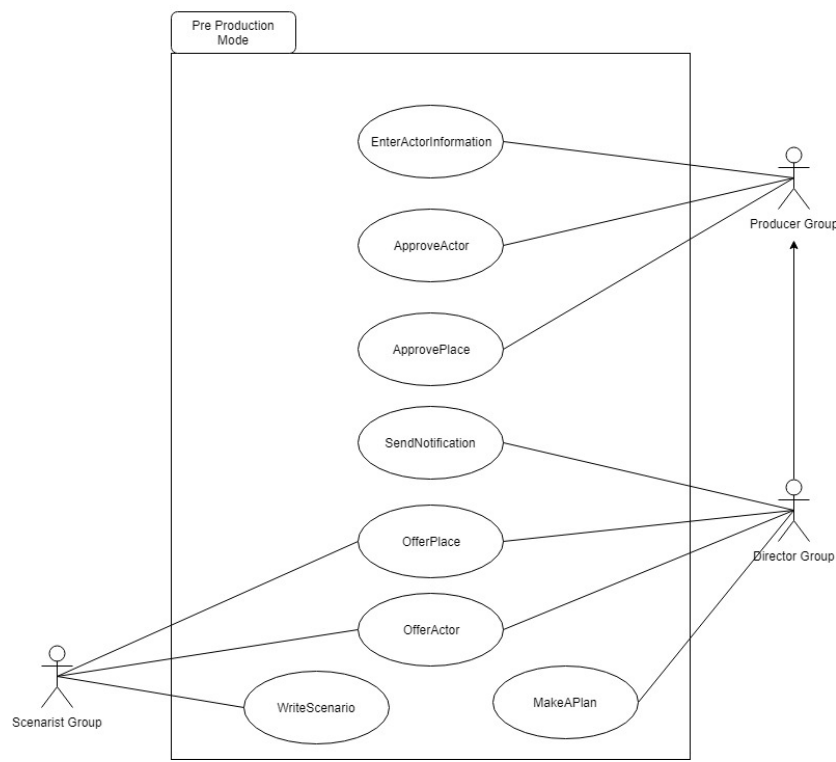 Pre Production
Mode
EnterActorInformation
Producer Group
ApproveActor
ApprovePlace
SendNotification
OfferPlace
Director Group
OfferActor
MakeAPlan
WriteScenario
Scenarist Group